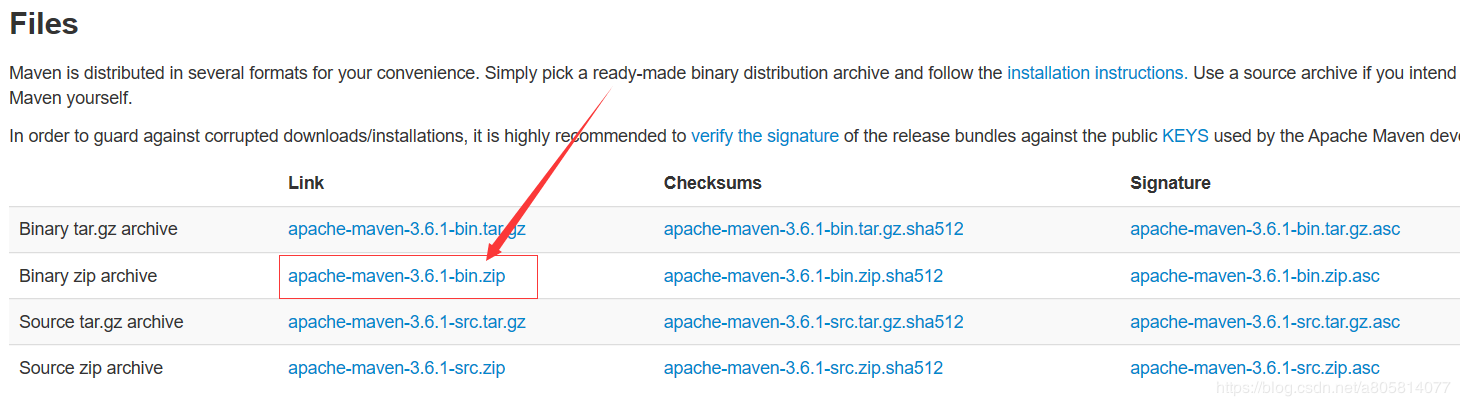 Files
Maven is distributed in several formats for your convenience. Simply pick a ready-made binary distribution archive and follow the installation instructions. Use a source archive if you intend
Maven yourself.
In order to guard against corrupted downloads/installations, it is highly recommended to verify the signature of the release bundles against the public KEYS used by the Apache Maven deve
Link Checksums Signature
Binary tar.gz archive apache-maven-3.6.1-bin.tar.gz apache-maven-3.6.1-bin.tar.gz.sha512 apache-maven-3.6.1-bin.tar.gz.asc
Binary zip archive apache-maven-3.6.1-bin.zip apache-maven-3.6.1-bin.zip.sha512 apache-maven-3.6.1-bin.zip.asc
Source tar.gz archive apache-maven-3.6.1-src.tar.gz apache-maven-3.6.1-src.tar.gz.sha512 apache-maven-3.6.1-src.tar.gz.asc
Source zip archive apache-maven-3.6.1-src.zip apache-maven-3.6.1-src.zip.sha512 apache-maven-3.6.1-src.zip.asc
https://blog.csdn.net/a805814077